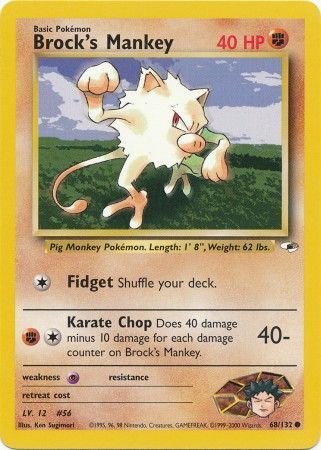 Basic Pokémon
Brock's Mankey 40 HP
Pig Monkey Pokémon. Length: 1' 8", Weight: 62 lbs.
Fidget Shuffle your deck.
Karate Chop Does 40 damage
minus 10 damage for each damage
counter on Brock's Mankey.
40-
weakness resistance
retreat cost
LV. 12 #56
Illus. Ken Sugimori ©1995, 96, 98 Nintendo, Creatures, GAMEFREAK. ©1999-2000 Wizards. 68/132